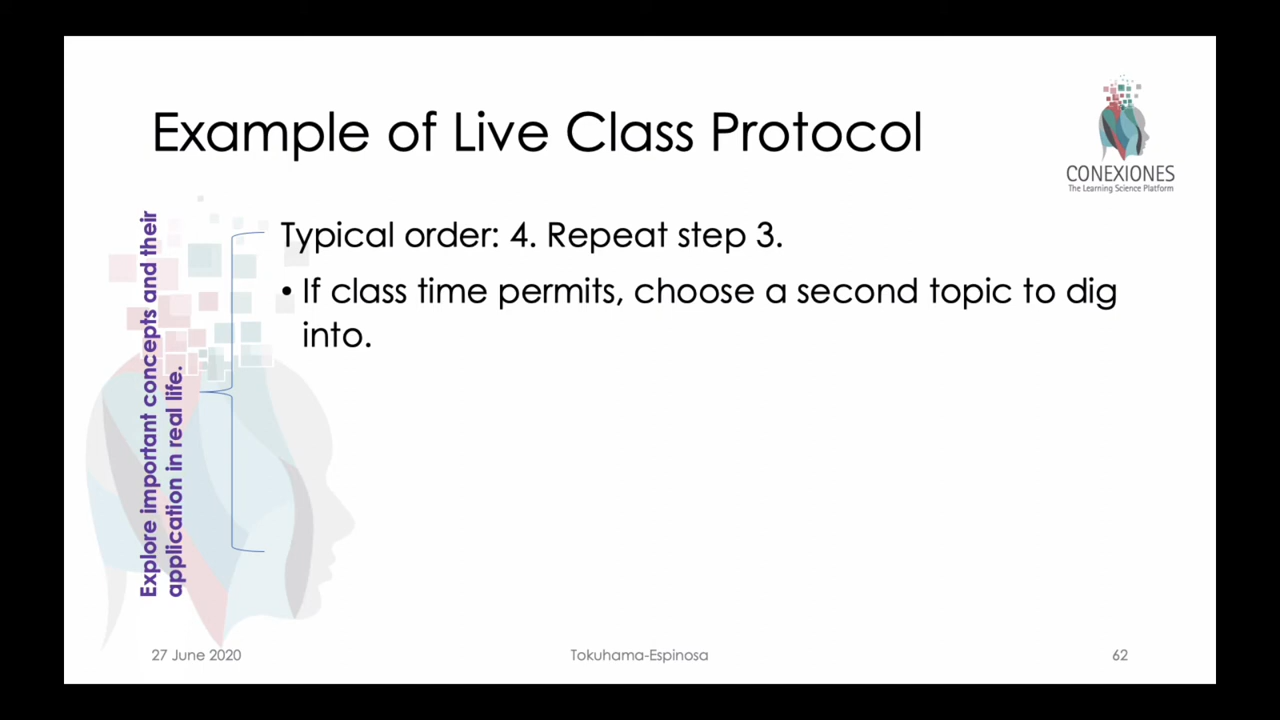 Example of Live Class Protocol
CONEXIONES
The Learning Science Platform
Explore important concepts and their
application in real life.
Typical order: 4. Repeat step 3.
• If class time permits, choose a second topic to dig
into.
27 June 2020
Tokuhama-Espinosa
62